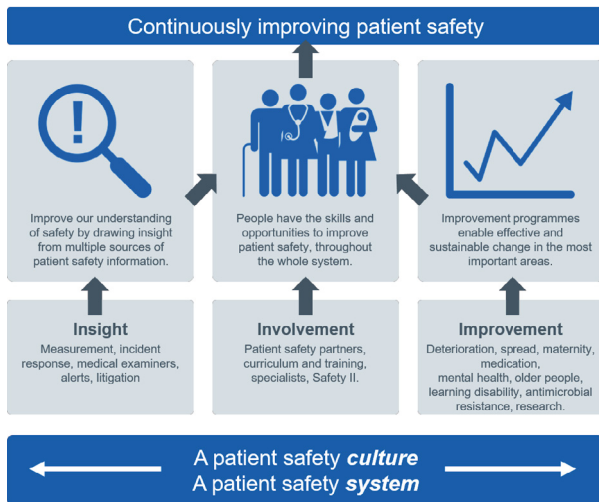 Continuously improving patient safety
!
Improve our understanding
of safety by drawing insight
from multiple sources of
patient safety information.
People have the skills and
opportunities to improve
patient safety, throughout
the whole system.
Improvement programmes
enable effective and
sustainable change in the most
important areas.
Insight
Measurement, incident
response, medical examiners,
alerts, litigation
Involvement
Patient safety partners,
curriculum and training,
specialists, Safety II.
Improvement
Deterioration, spread, maternity,
medication,
mental health, older people,
learning disability, antimicrobial
resistance, research.
A patient safety culture
A patient safety system